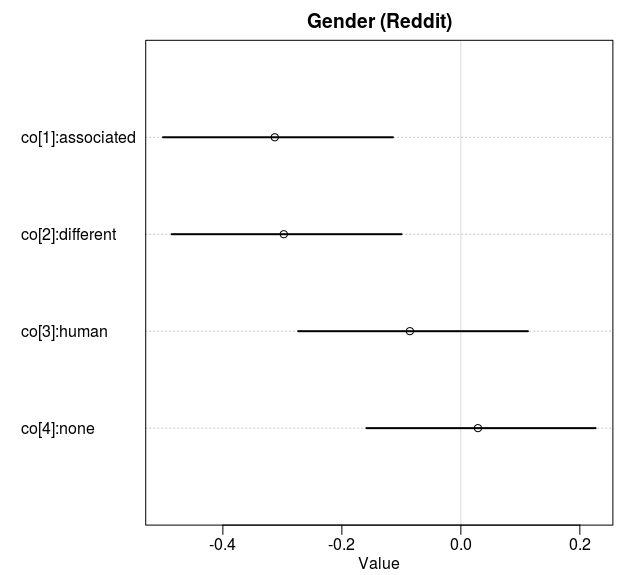 Gender (Reddit)
co[1]:associated
co[2]:different
co[3]:human
co[4]:none
-0.4 -0.2 0.0 0.2
Value